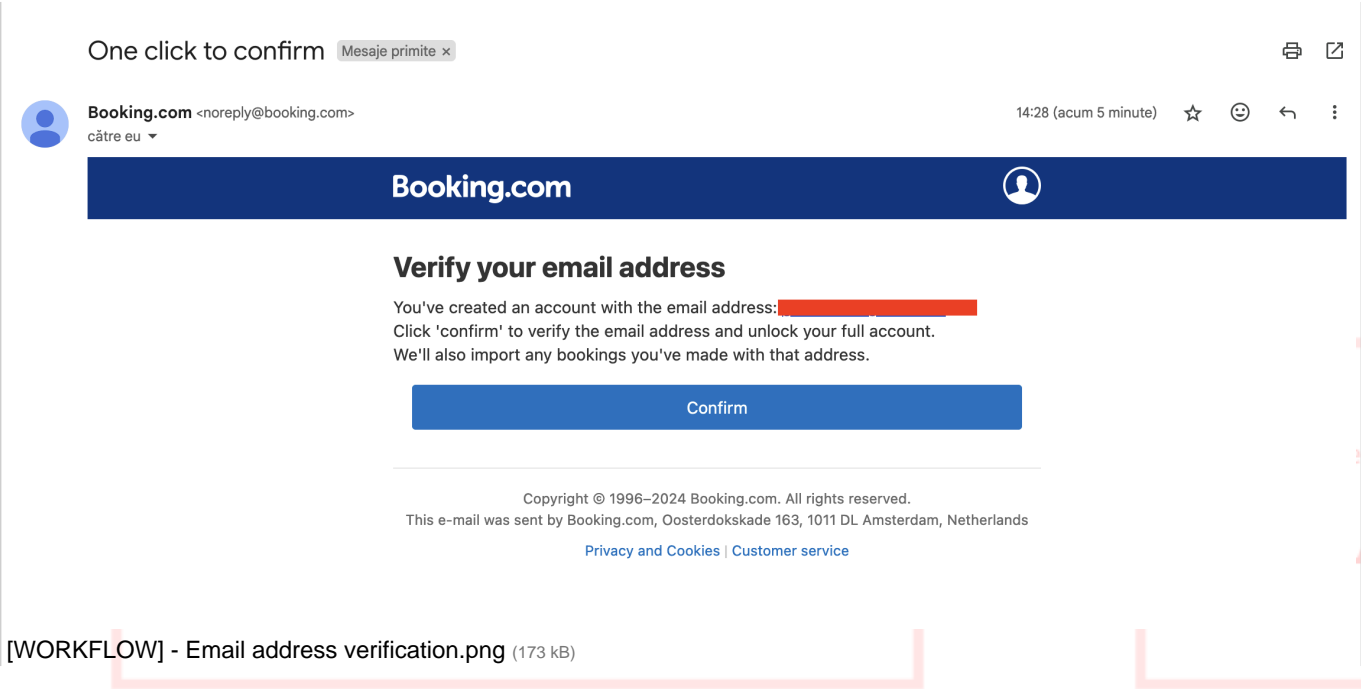 One click to confirm Mesaje primite ×
Booking.com <noreply@booking.com> 14:28 (acum 5 minute)
către eu
Booking.com
Verify your email address
You've created an account with the email address:
Click 'confirm' to verify the email address and unlock your full account.
We'll also import any bookings you've made with that address.
Confirm
Copyright © 1996–2024 Booking.com. All rights reserved.
This e-mail was sent by Booking.com, Oosterdokskade 163, 1011 DL Amsterdam, Netherlands
Privacy and Cookies | Customer service
[WORKFLOW] - Email address verification.png (173 kB)